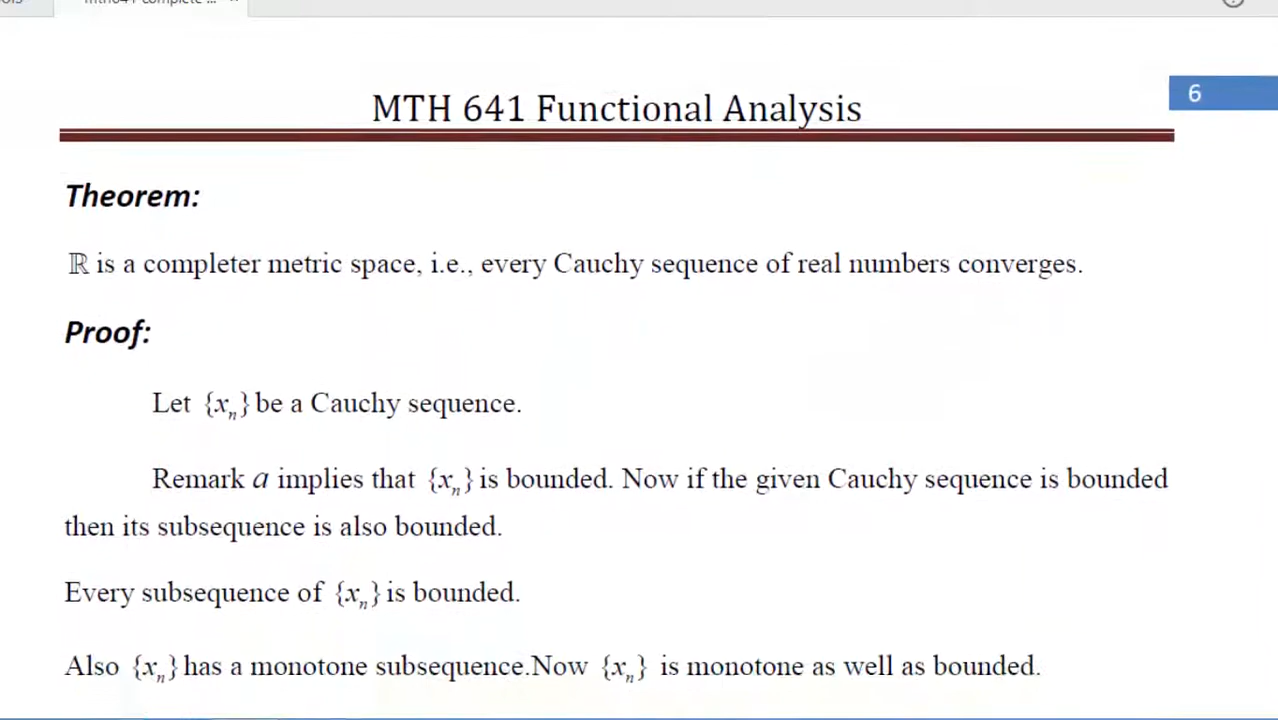 MTH 641 Functional Analysis
6
Theorem:
ℝ is a completer metric space, i.e., every Cauchy sequence of real numbers converges.
Proof:
Let {xₙ} be a Cauchy sequence.
Remark a implies that {xₙ} is bounded. Now if the given Cauchy sequence is bounded
then its subsequence is also bounded.
Every subsequence of {xₙ} is bounded.
Also {xₙ} has a monotone subsequence.Now {xₙ} is monotone as well as bounded.